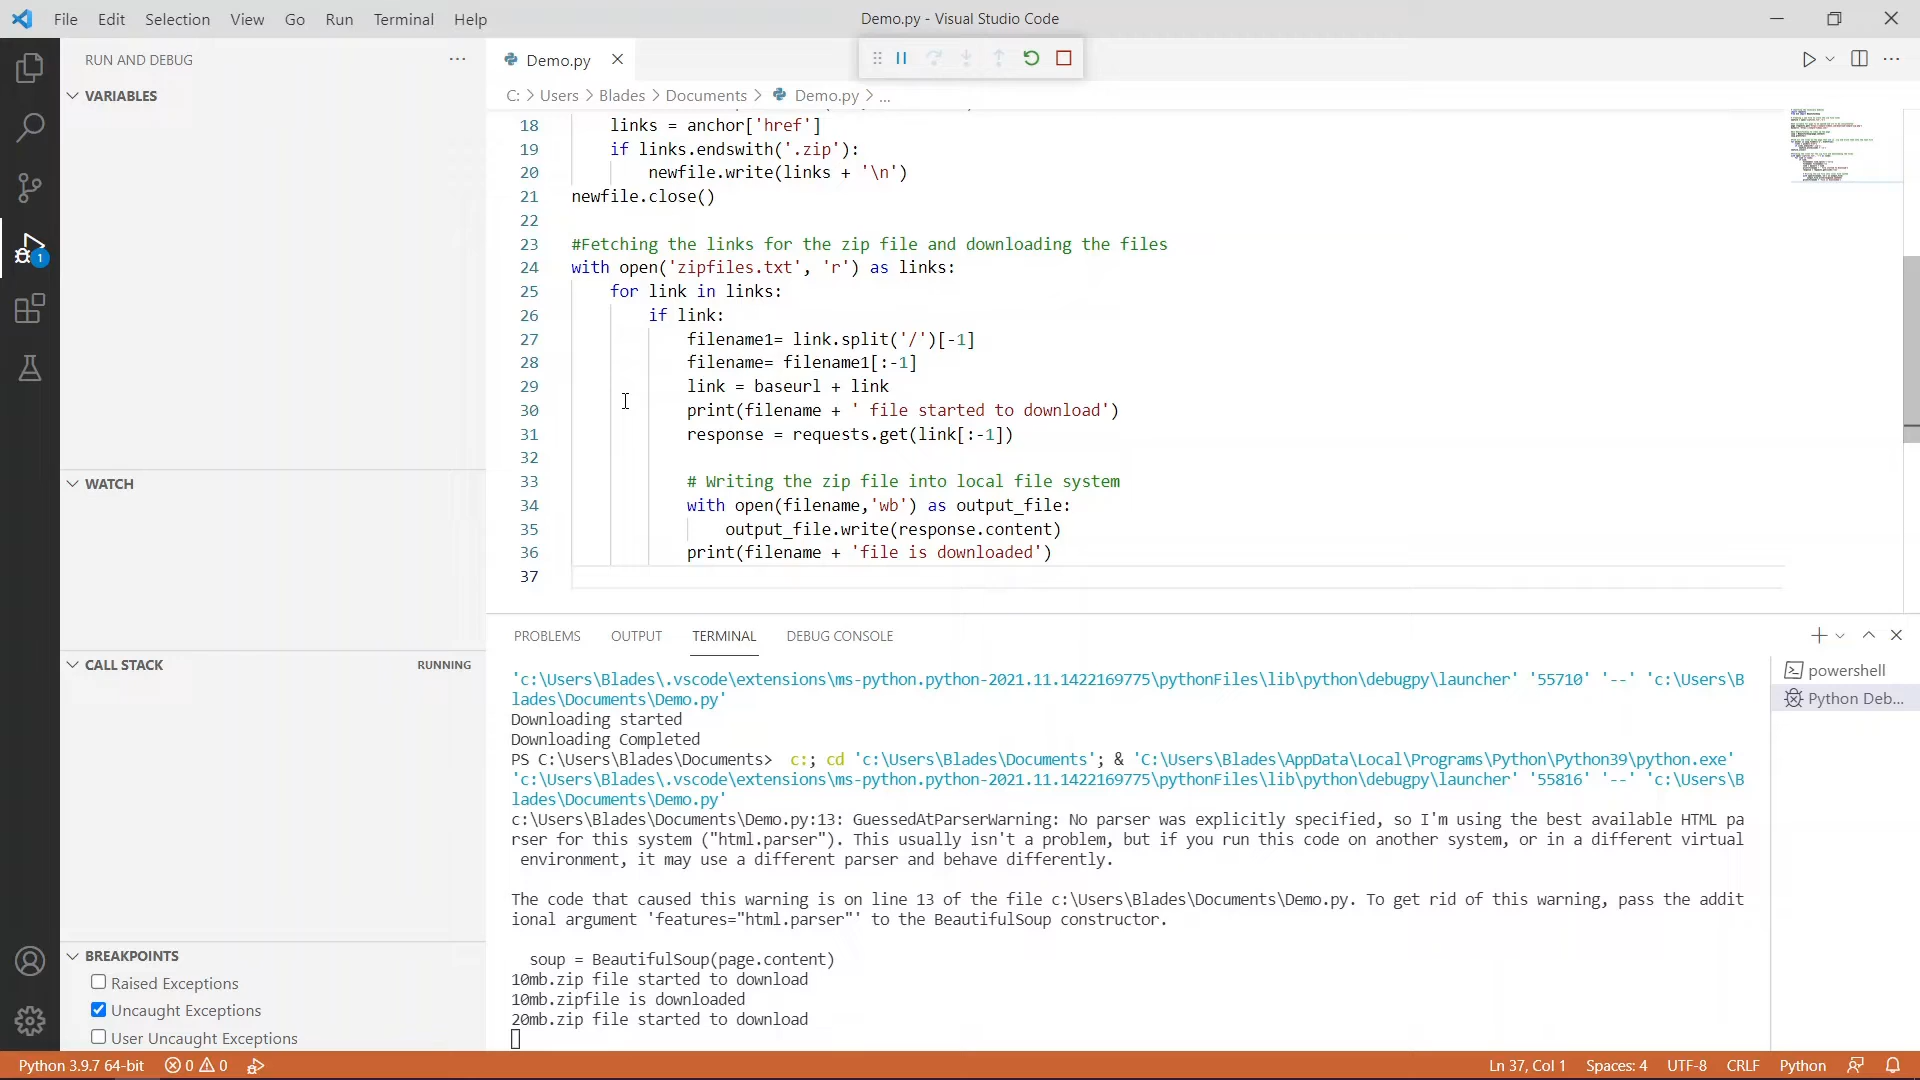 File Edit Selection View Go Run Terminal Help
Demo.py - Visual Studio Code
RUN AND DEBUG ...
VARIABLES
WATCH
CALL STACK RUNNING
BREAKPOINTS
Raised Exceptions
Uncaught Exceptions
User Uncaught Exceptions
1
Demo.py
C: > Users > Blades > Documents > Demo.py > ...
18 links = anchor['href']
19 if links.endswith('.zip'):
20 newfile.write(links + '\n')
21 newfile.close()
22
23 #Fetching the links for the zip file and downloading the files
24 with open('zipfiles.txt', 'r') as links:
25 for link in links:
26 if link:
27 filename1= link.split('/')[-1]
28 filename= filename1[:-1]
29 link = baseurl + link
30 print(filename + ' file started to download')
31 response = requests.get(link[:-1])
32
33 # Writing the zip file into local file system
34 with open(filename,'wb') as output_file:
35 output_file.write(response.content)
36 print(filename + 'file is downloaded')
37
PROBLEMS OUTPUT TERMINAL DEBUG CONSOLE
'c:\Users\Blades\.vscode\extensions\ms-python.python-2021.11.1422169775\pythonFiles\lib\python\debugpy\launcher' '55710' '--' 'c:\Users\B
lades\Documents\Demo.py'
Downloading started
Downloading Completed
PS C:\Users\Blades\Documents> c:; cd 'c:\Users\Blades\Documents'; & 'C:\Users\Blades\AppData\Local\Programs\Python\Python39\python.exe'
'c:\Users\Blades\.vscode\extensions\ms-python.python-2021.11.1422169775\pythonFiles\lib\python\debugpy\launcher' '55816' '--' 'c:\Users\B
lades\Documents\Demo.py'
c:\Users\Blades\Documents\Demo.py:13: GuessedAtParserWarning: No parser was explicitly specified, so I'm using the best available HTML pa
rser for this system ("html.parser"). This usually isn't a problem, but if you run this code on another system, or in a different virtual
environment, it may use a different parser and behave differently.
The code that caused this warning is on line 13 of the file c:\Users\Blades\Documents\Demo.py. To get rid of this warning, pass the addit
ional argument 'features="html.parser"' to the BeautifulSoup constructor.
soup = BeautifulSoup(page.content)
10mb.zip file started to download
10mb.zipfile is downloaded
20mb.zip file started to download
powershell
Python Deb...
Python 3.9.7 64-bit 0 0
Ln 37, Col 1 Spaces: 4 UTF-8 CRLF Python